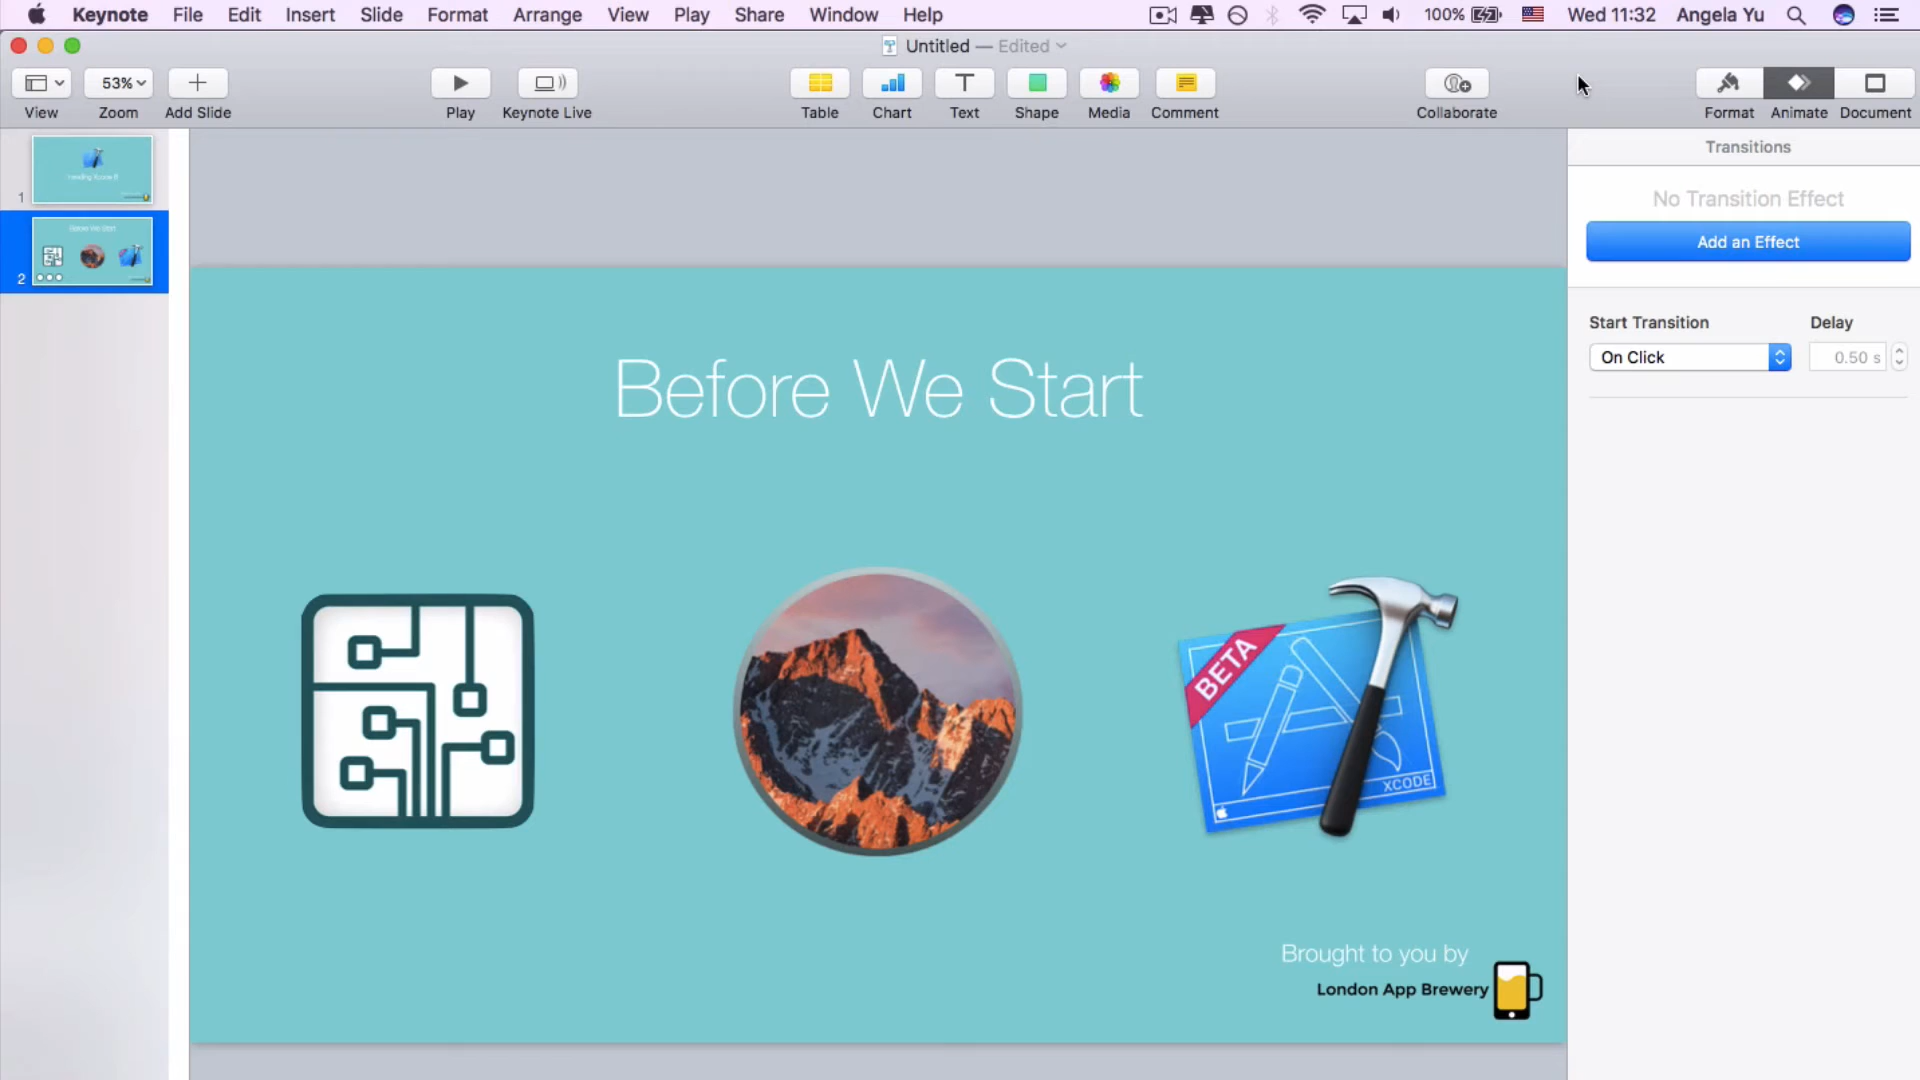 Keynote File Edit Insert Slide Format Arrange View Play Share Window Help 100% Wed 11:32 Angela Yu
Untitled — Edited
53%
View Zoom Add Slide Play Keynote Live Table Chart Text Shape Media Comment Collaborate Format Animate Document
Transitions
No Transition Effect
Add an Effect
Start Transition Delay
On Click 0.50 s
1
Before We Start
2
Before We Start
BETA
XCODE
Brought to you by
London App Brewery